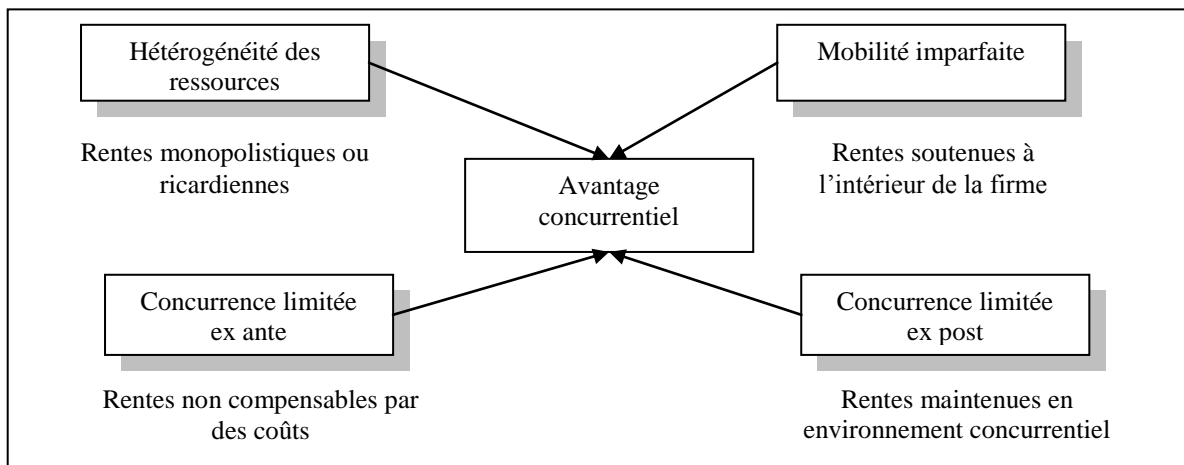 Hétérogénéité des
ressources
Mobilité imparfaite
Rentes monopolistiques ou
ricardiennes
Rentes soutenues à
l’intérieur de la firme
Avantage
concurrentiel
Concurrence limitée
ex ante
Concurrence limitée
ex post
Rentes non compensables par
des coûts
Rentes maintenues en
environnement concurrentiel